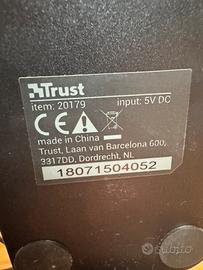 Trust
item: 20179 input: 5V DC
CE
made in China
Trust, Laan van Barcelona 600,
3317DD, Dordrecht, NL
18071504052
subito